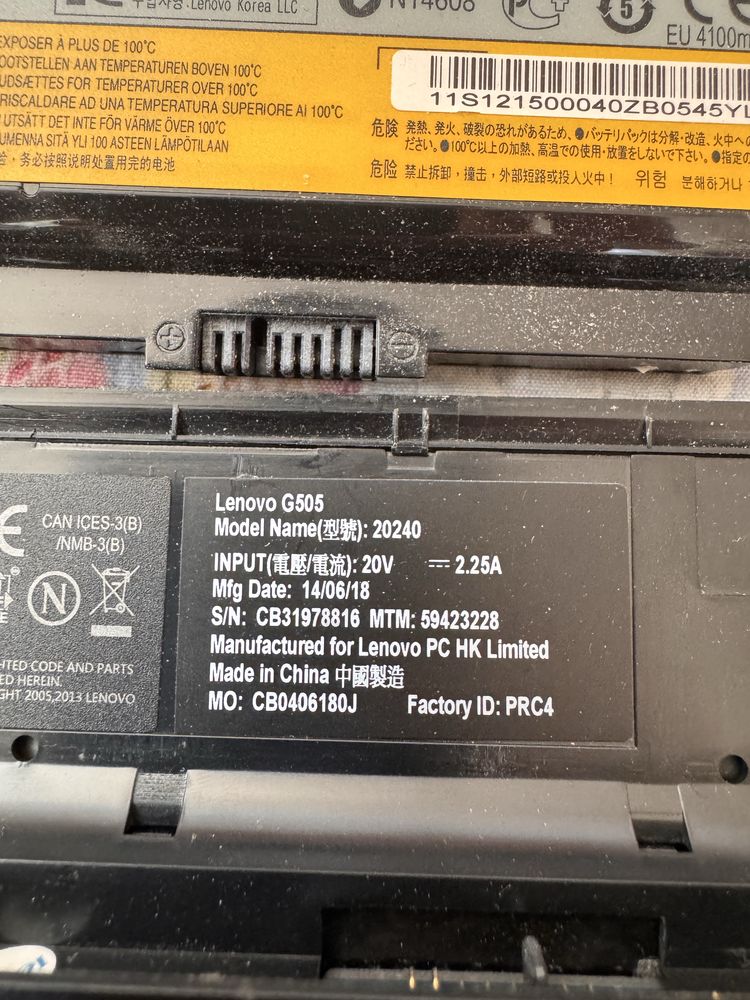 구입자명 :Lenovo Korea LLC
N14608
5
EU 4100m
EXPOSER À PLUS DE 100°C
OOTSTELLEN AAN TEMPERATUREN BOVEN 100°C
UDSÆTTES FOR TEMPERATURER OVER 100°C
RISCALDARE AD UNA TEMPERATURA SUPERIORE AI 100°C
UTSÄTT DET INTE FÖR VÄRME ÖVER 100°C
UMENNA SITÄ YLI 100 ASTEEN LÄMPÖTILAAN
务必按照说明处置用完的电池
11S121500040ZB0545YL
危険 発熱、発火、破裂の恐れがあるため、●バッテリパックは分解・改造、火中への
ださい。●100°C以上の加熱、高温での使用・放置をしないで下さい。●指定の
危险 禁止拆卸，撞击，外部短路或投入火中！ 위험 분해하거나
CE
CAN ICES-3(B)
/NMB-3(B)
N
HTED CODE AND PARTS
ED HEREIN.
GHT 2005,2013 LENOVO
Lenovo G505
Model Name(型號): 20240
INPUT(電壓/電流): 20V ⎓ 2.25A
Mfg Date: 14/06/18
S/N: CB31978816 MTM: 59423228
Manufactured for Lenovo PC HK Limited
Made in China 中國製造
MO: CB0406180J Factory ID: PRC4